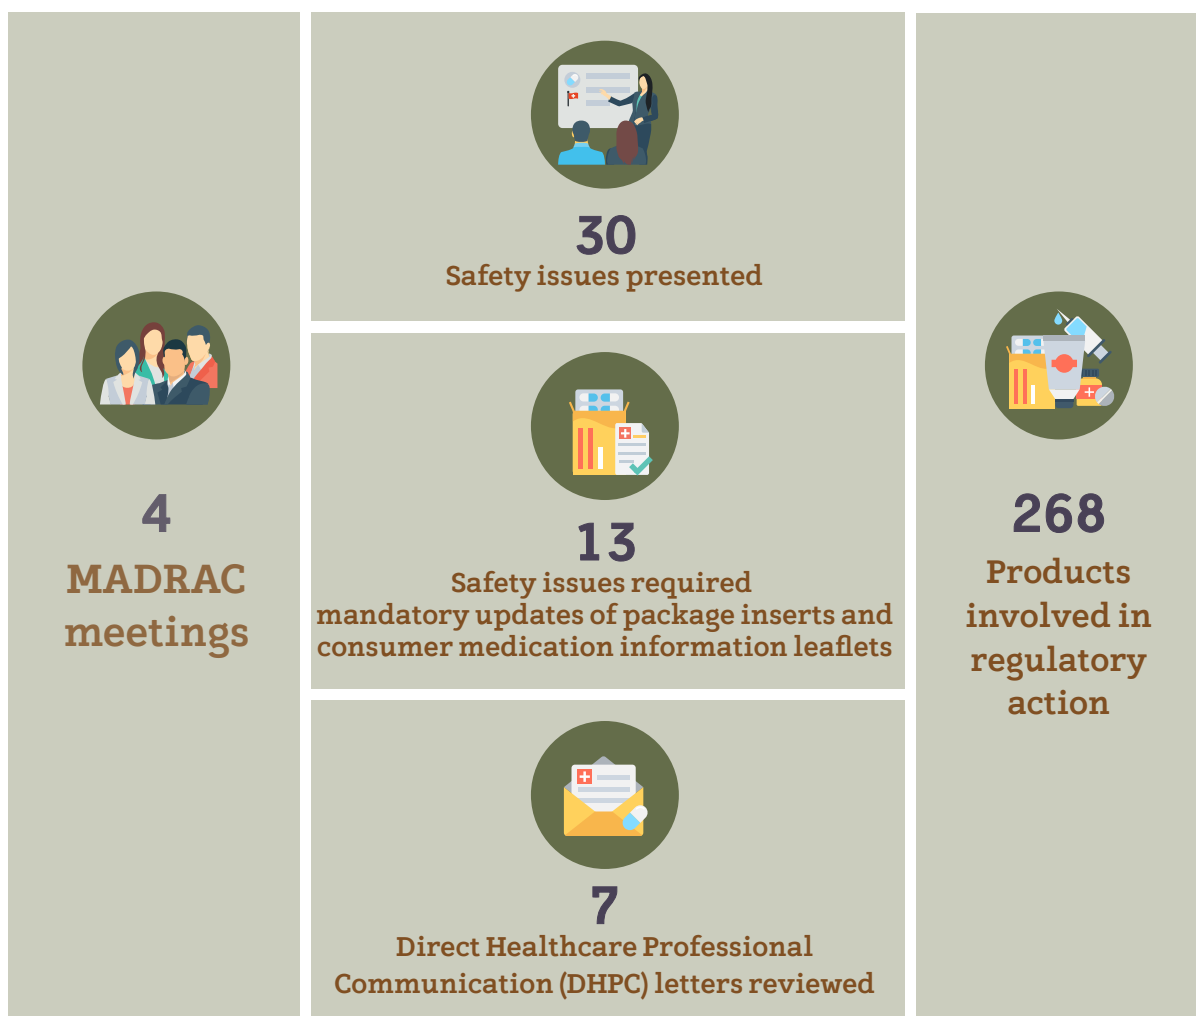 4
MADRAC
meetings
30
Safety issues presented
13
Safety issues required
mandatory updates of package inserts and
consumer medication information leaflets
7
Direct Healthcare Professional
Communication (DHPC) letters reviewed
268
Products
involved in
regulatory
action